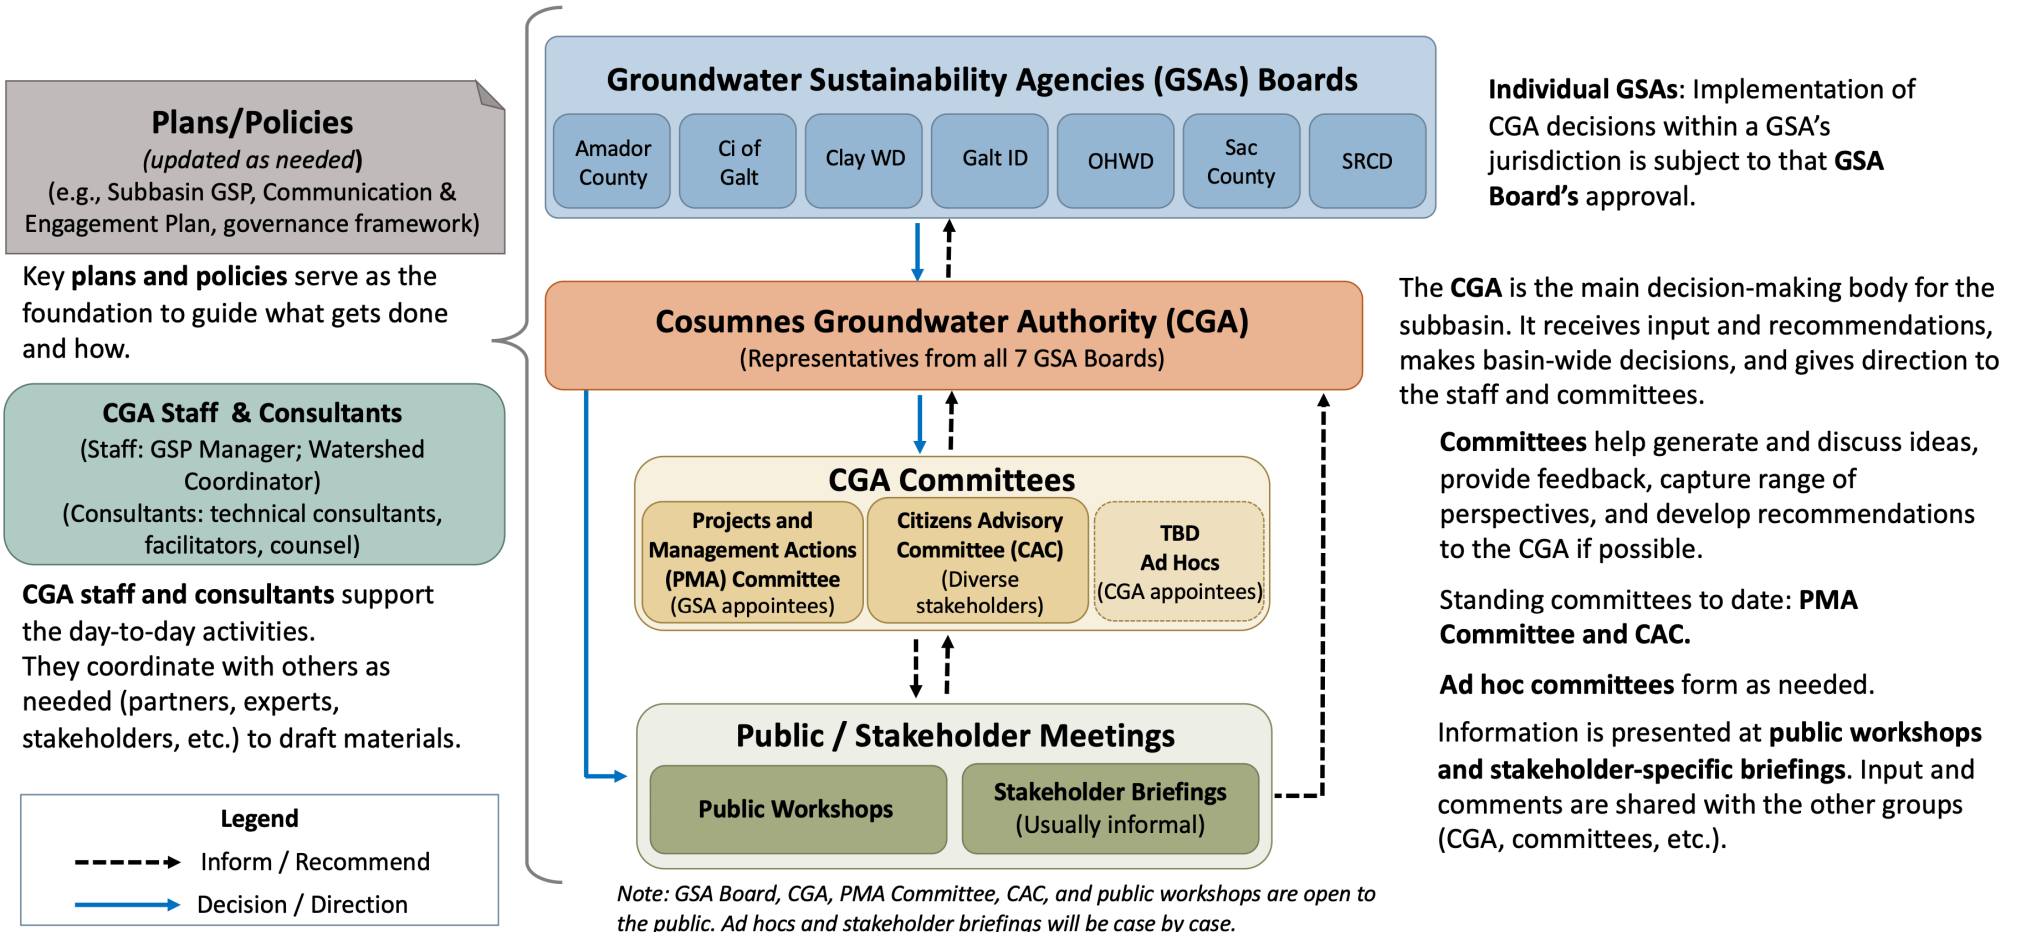 Plans/Policies
(updated as needed)
(e.g., Subbasin GSP, Communication &
Engagement Plan, governance framework)
Key plans and policies serve as the
foundation to guide what gets done
and how.
CGA Staff & Consultants
(Staff: GSP Manager; Watershed
Coordinator)
(Consultants: technical consultants,
facilitators, counsel)
CGA staff and consultants support
the day-to-day activities.
They coordinate with others as
needed (partners, experts,
stakeholders, etc.) to draft materials.
Legend
Inform / Recommend
Decision / Direction
Groundwater Sustainability Agencies (GSAs) Boards
Amador
County
Ci of
Galt
Clay WD
Galt ID
OHWD
Sac
County
SRCD
Cosumnes Groundwater Authority (CGA)
(Representatives from all 7 GSA Boards)
CGA Committees
Projects and
Management Actions
(PMA) Committee
(GSA appointees)
Citizens Advisory
Committee (CAC)
(Diverse
stakeholders)
TBD
Ad Hocs
(CGA appointees)
Public / Stakeholder Meetings
Public Workshops
Stakeholder Briefings
(Usually informal)
Note: GSA Board, CGA, PMA Committee, CAC, and public workshops are open to
the public. Ad hocs and stakeholder briefings will be case by case.
Individual GSAs: Implementation of
CGA decisions within a GSA’s
jurisdiction is subject to that GSA
Board’s approval.
The CGA is the main decision-making body for the
subbasin. It receives input and recommendations,
makes basin-wide decisions, and gives direction to
the staff and committees.
Committees help generate and discuss ideas,
provide feedback, capture range of
perspectives, and develop recommendations
to the CGA if possible.
Standing committees to date: PMA
Committee and CAC.
Ad hoc committees form as needed.
Information is presented at public workshops
and stakeholder-specific briefings. Input and
comments are shared with the other groups
(CGA, committees, etc.).